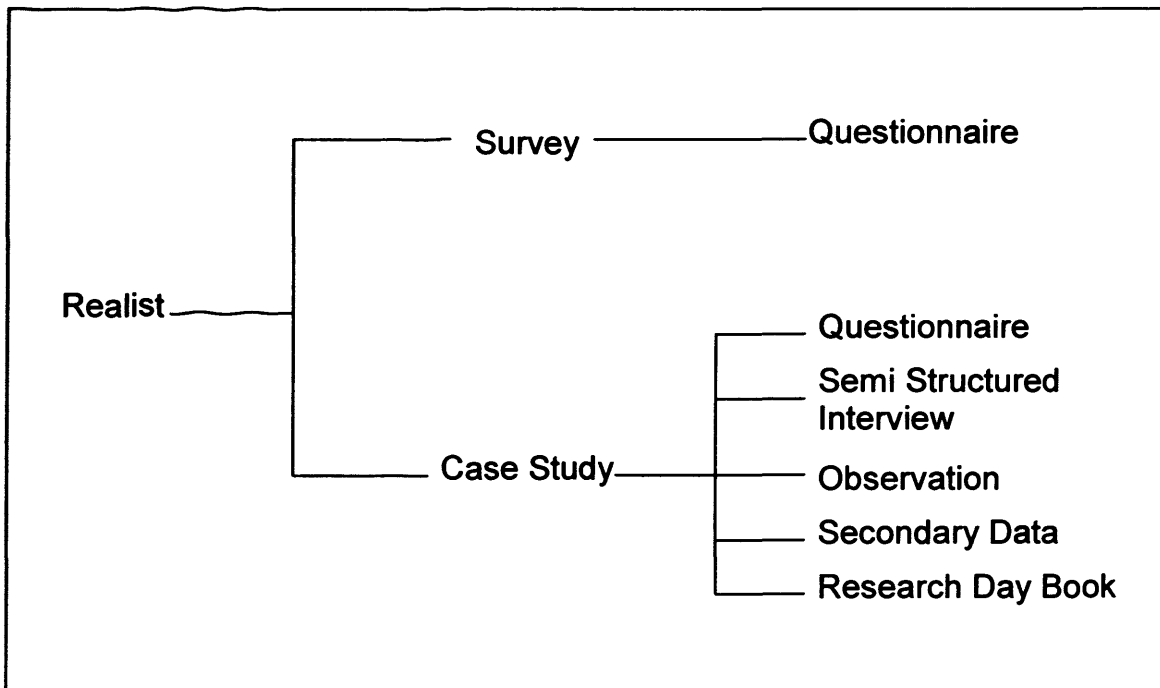 Survey
Questionnaire
Realist
Case Study
Questionnaire
Semi Structured
Interview
Observation
Secondary Data
Research Day Book